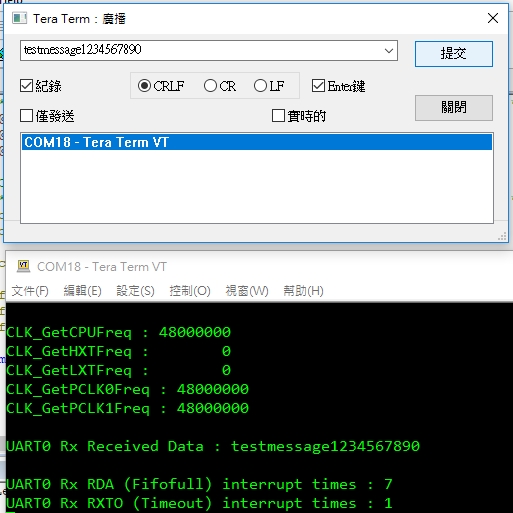 Tera Term：廣播
testmessage1234567890
提交
紀錄
CRLF
CR
LF
Enter鍵
關閉
僅發送
實時的
COM18 - Tera Term VT
COM18 - Tera Term VT
文件(F) 編輯(E) 設定(S) 控制(O) 視窗(W) 幫助(H)
CLK_GetCPUFreq : 48000000
CLK_GetHXTFreq :        0
CLK_GetLXTFreq :        0
CLK_GetPCLK0Freq : 48000000
CLK_GetPCLK1Freq : 48000000
UART0 Rx Received Data : testmessage1234567890
UART0 Rx RDA (Fifofull) interrupt times : 7
UART0 Rx RXTO (Timeout) interrupt times : 1